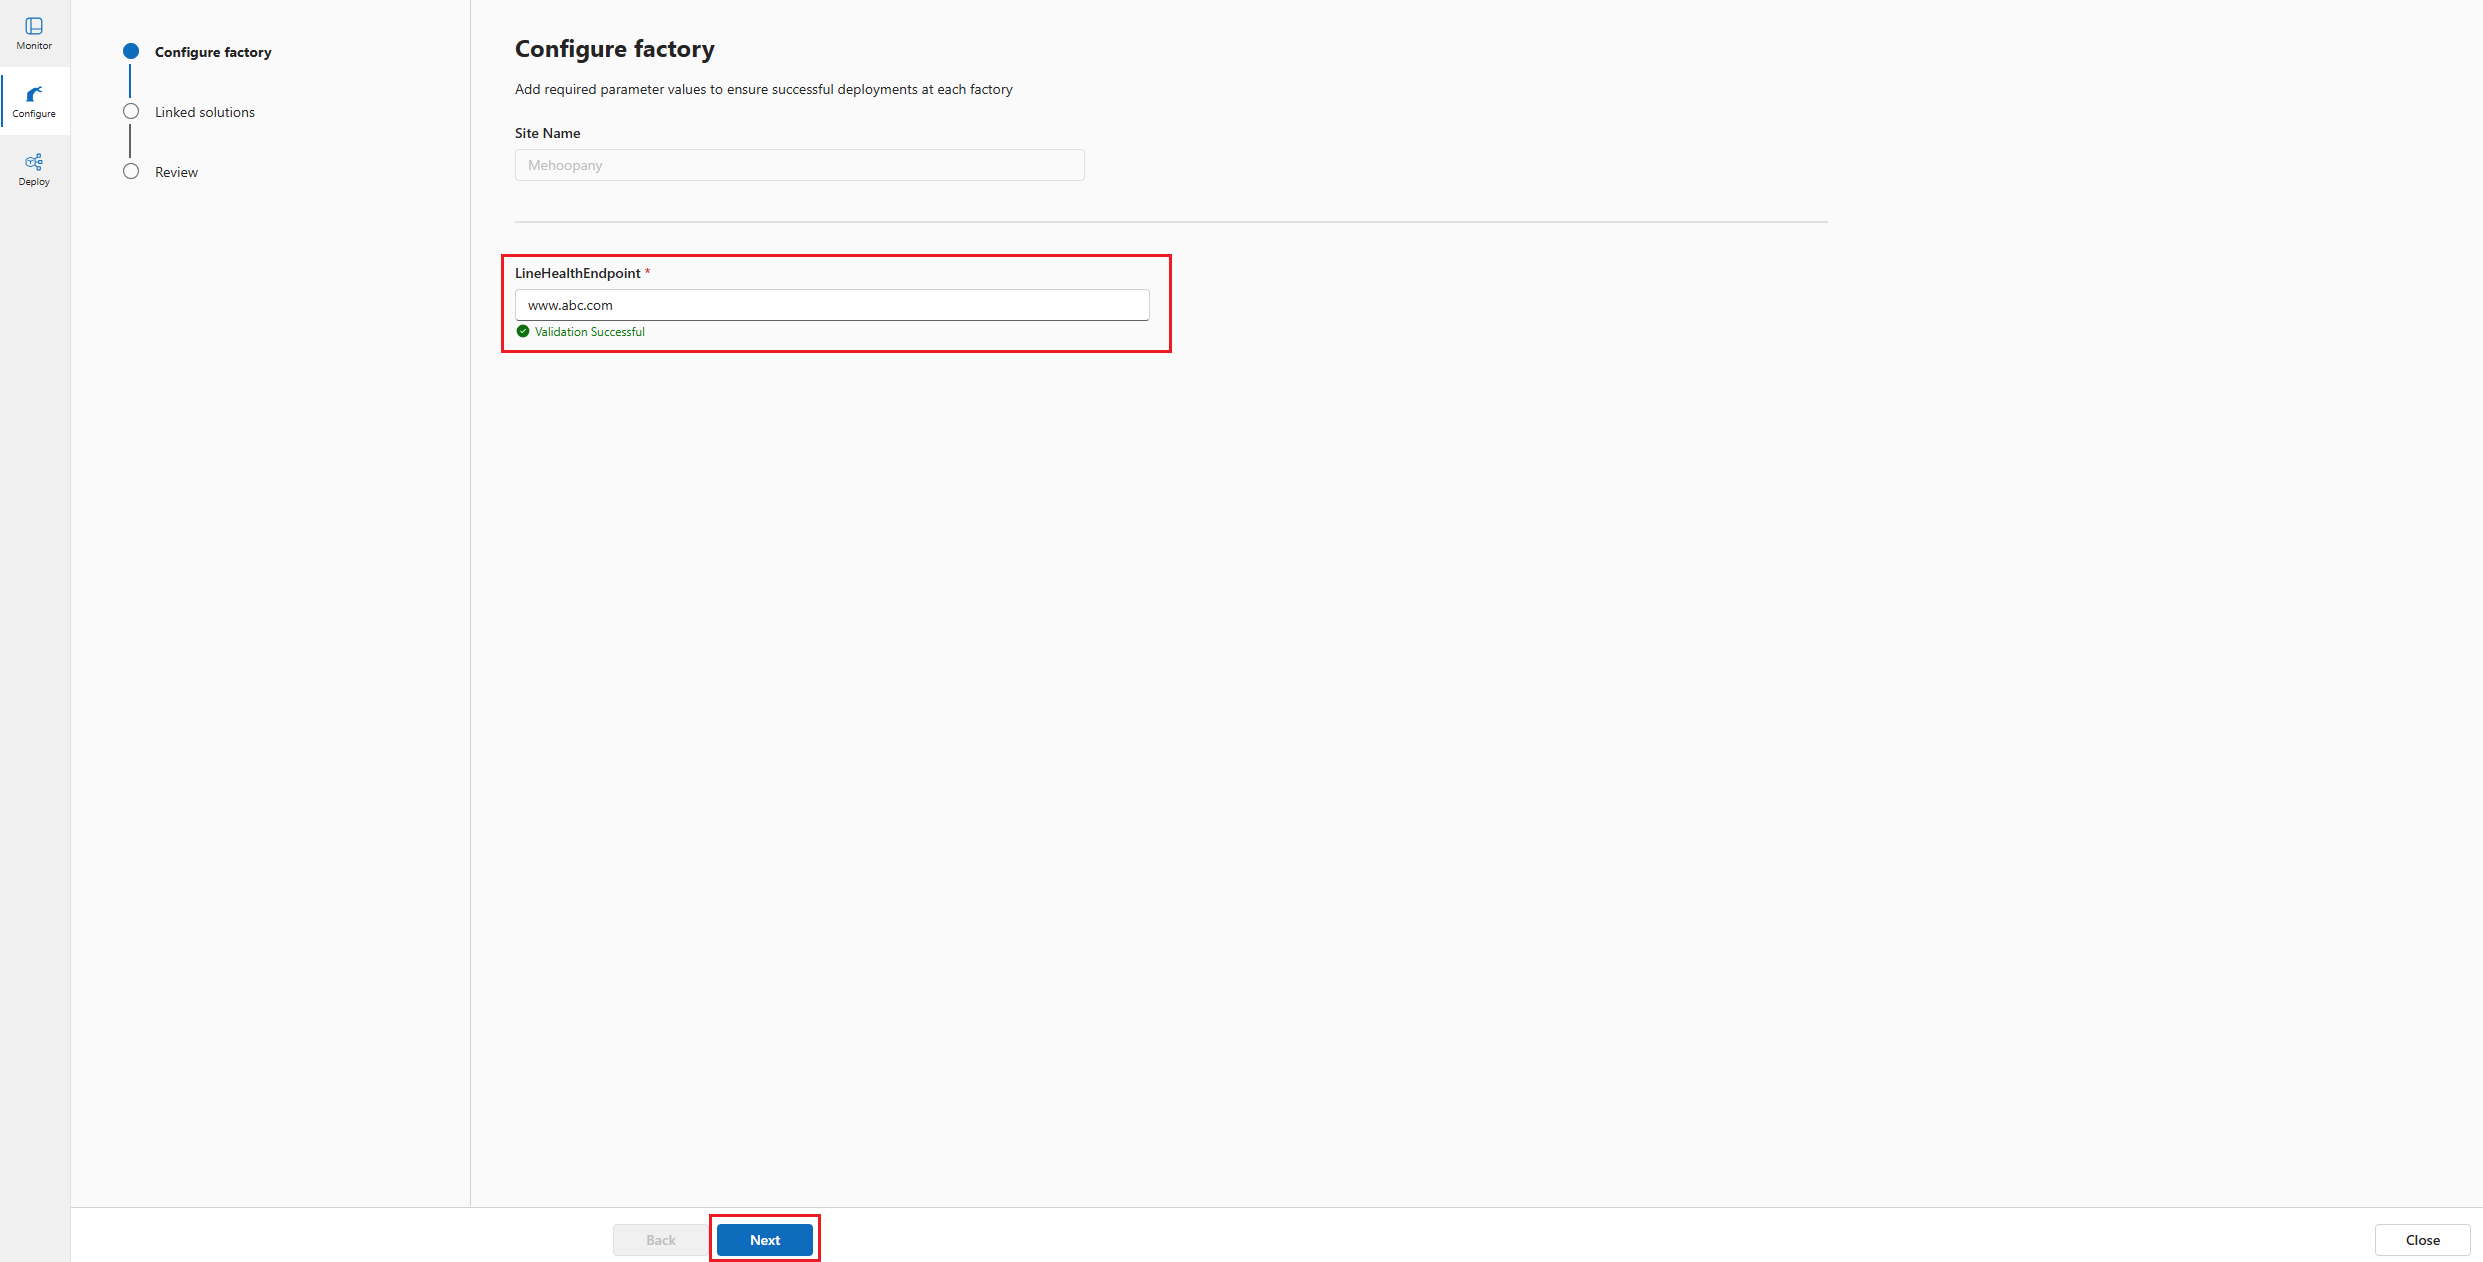 Monitor
Configure
Deploy
Configure factory
Linked solutions
Review
Configure factory
Add required parameter values to ensure successful deployments at each factory
Site Name
Mehoopany
LineHealthEndpoint *
www.abc.com
Validation Successful
Back
Next
Close